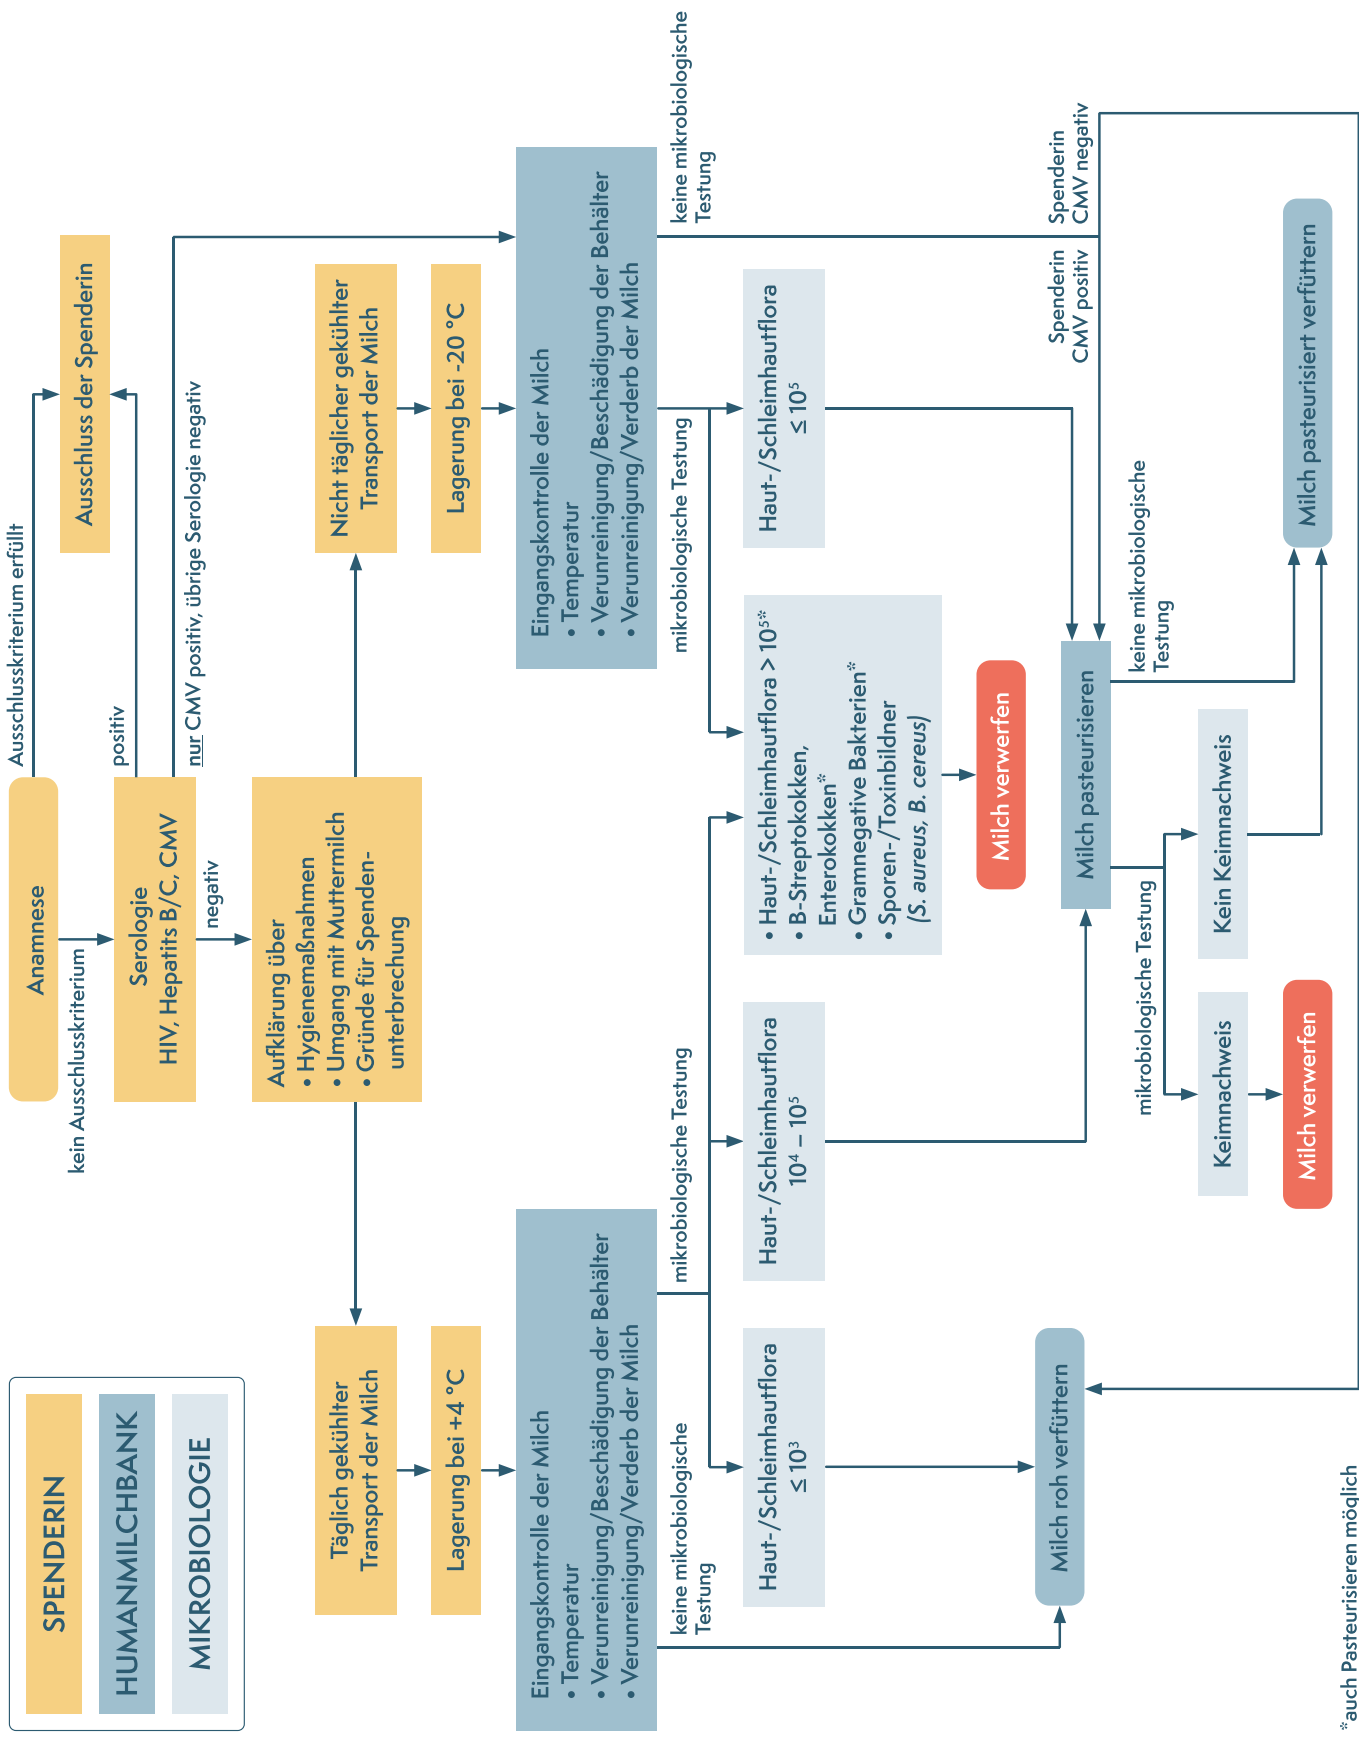 SPENDERIN
HUMANMILCHBANK
MIKROBIOLOGIE
Anamnese
Ausschlusskriterium erfüllt
kein Ausschlusskriterium
Ausschluss der Spenderin
Serologie
HIV, Hepatits B/C, CMV
positiv
nur CMV positiv, übrige Serologie negativ
negativ
Aufklärung über
• Hygienemaßnahmen
• Umgang mit Muttermilch
• Gründe für Spenden-
unterbrechung
Täglich gekühlter
Transport der Milch
Nicht täglicher gekühlter
Transport der Milch
Lagerung bei +4 °C
Lagerung bei -20 °C
Eingangskontrolle der Milch
• Temperatur
• Verunreinigung/Beschädigung der Behälter
• Verunreinigung/Verderb der Milch
Eingangskontrolle der Milch
• Temperatur
• Verunreinigung/Beschädigung der Behälter
• Verunreinigung/Verderb der Milch
keine mikrobiologische
Testung
mikrobiologische Testung
mikrobiologische Testung
keine mikrobiologische
Testung
Haut-/Schleimhautflora
≤ 10³
Haut-/Schleimhautflora
10⁴ – 10⁵
• Haut-/Schleimhautflora > 10⁵*
• B-Streptokokken,
Enterokokken*
• Gramnegative Bakterien*
• Sporen-/Toxinbildner
(S. aureus, B. cereus)
Haut-/Schleimhautflora
≤ 10⁵
Milch verwerfen
Spenderin
CMV positiv
Spenderin
CMV negativ
Milch roh verfüttern
Milch pasteurisieren
mikrobiologische Testung
keine mikrobiologische
Testung
Keimnachweis
Kein Keimnachweis
Milch verwerfen
Milch pasteurisiert verfüttern
*auch Pasteurisieren möglich